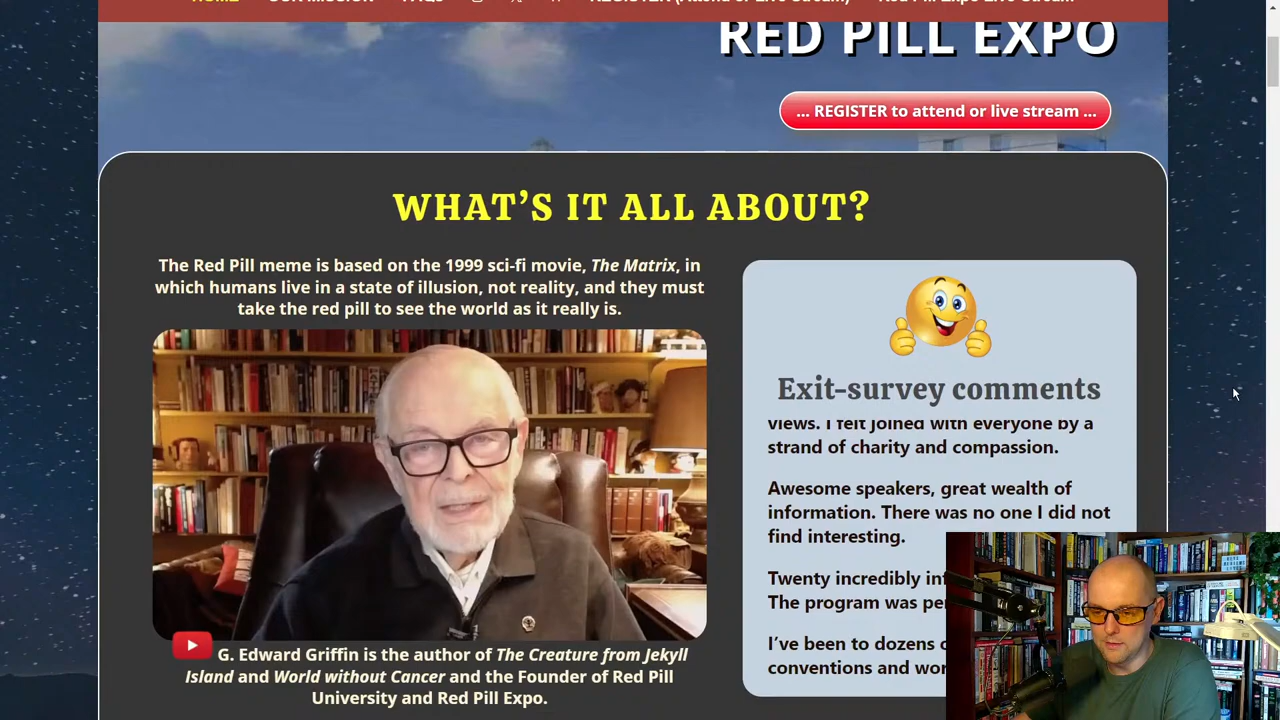 HOME OUR MISSION FAQs REGISTER (Attend or Live Stream) Red Pill Expo Live Stream
RED PILL EXPO
... REGISTER to attend or live stream ...
WHAT'S IT ALL ABOUT?
The Red Pill meme is based on the 1999 sci-fi movie, The Matrix, in
which humans live in a state of illusion, not reality, and they must
take the red pill to see the world as it really is.
G. Edward Griffin is the author of The Creature from Jekyll
Island and World without Cancer and the Founder of Red Pill
University and Red Pill Expo.
Exit-survey comments
views. I felt joined with everyone by a
strand of charity and compassion.
Awesome speakers, great wealth of
information. There was no one I did not
find interesting.
Twenty incredibly
The program was
I've been to dozens
conventions and